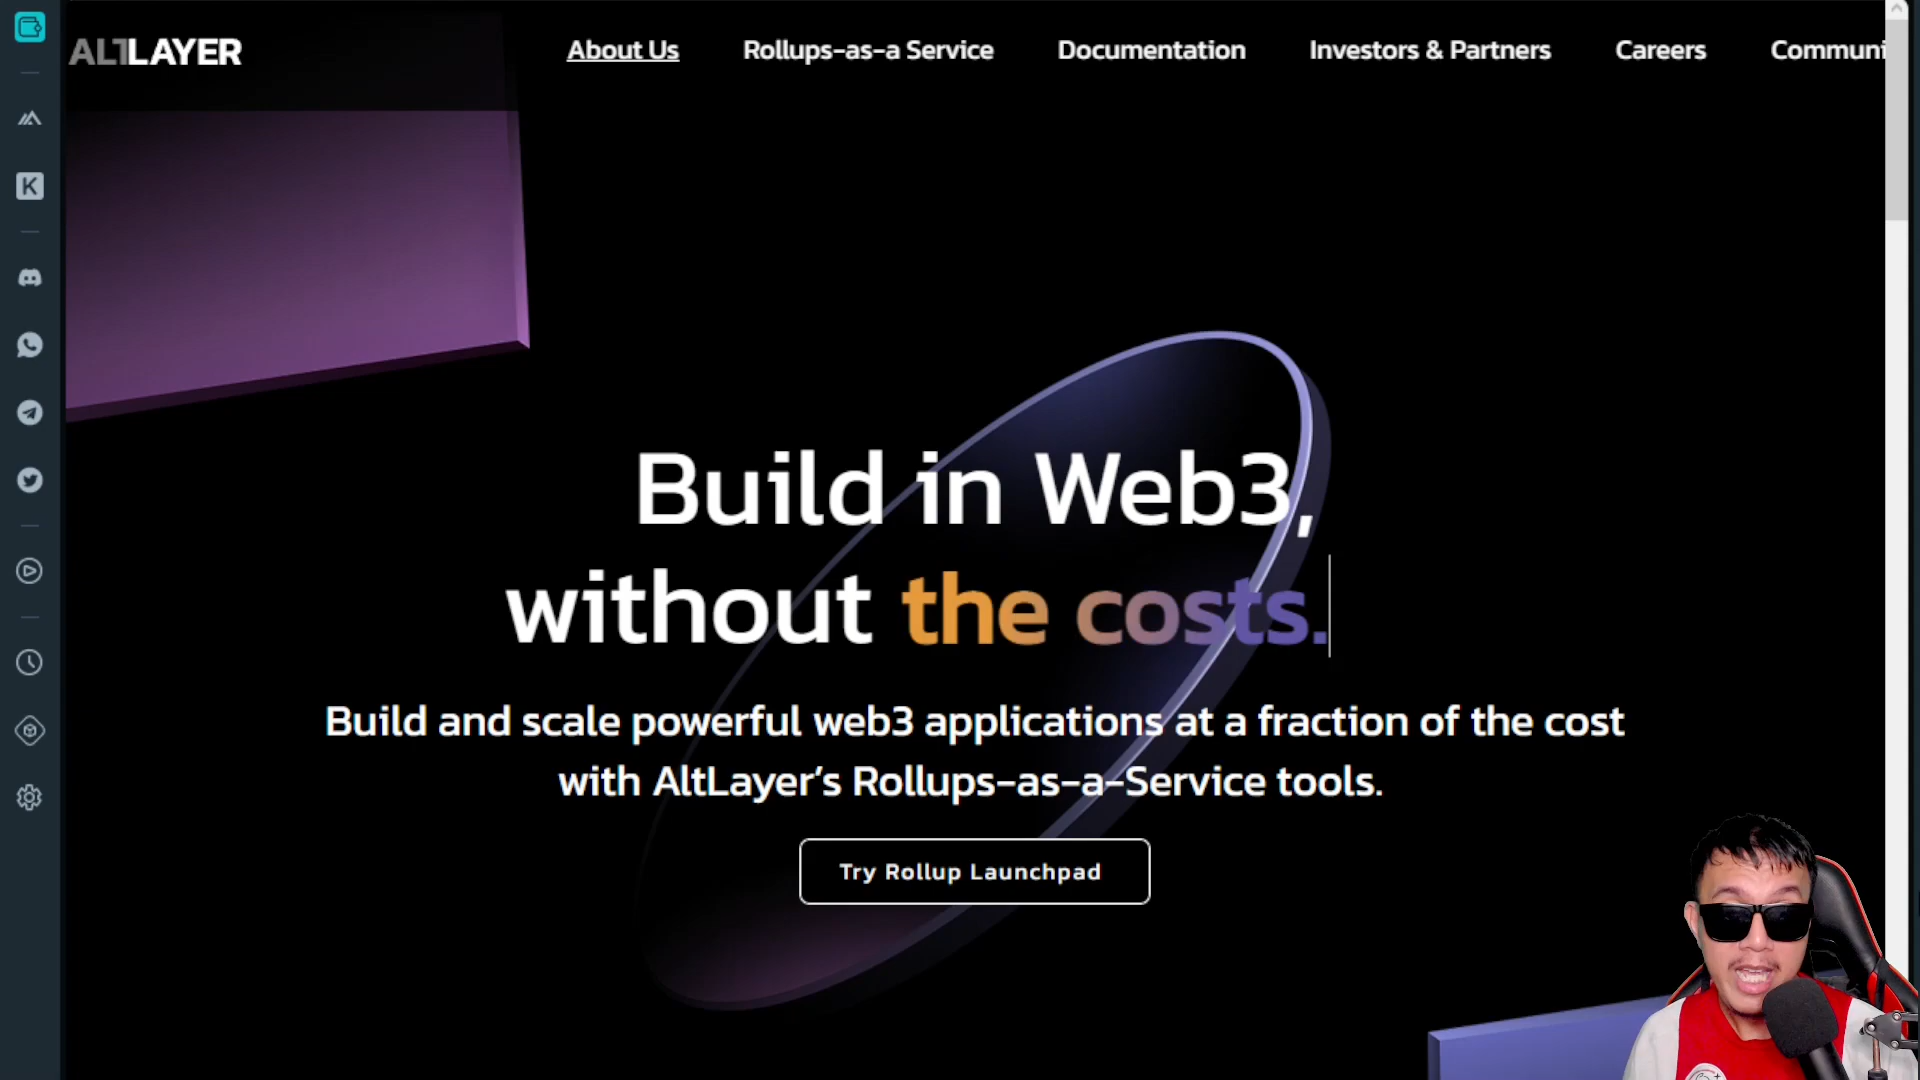 ALTLAYER
About Us
Rollups-as-a Service
Documentation
Investors & Partners
Careers
Communi
K
Build in Web3,
without the costs.
Build and scale powerful web3 applications at a fraction of the cost
with AltLayer’s Rollups-as-a-Service tools.
Try Rollup Launchpad